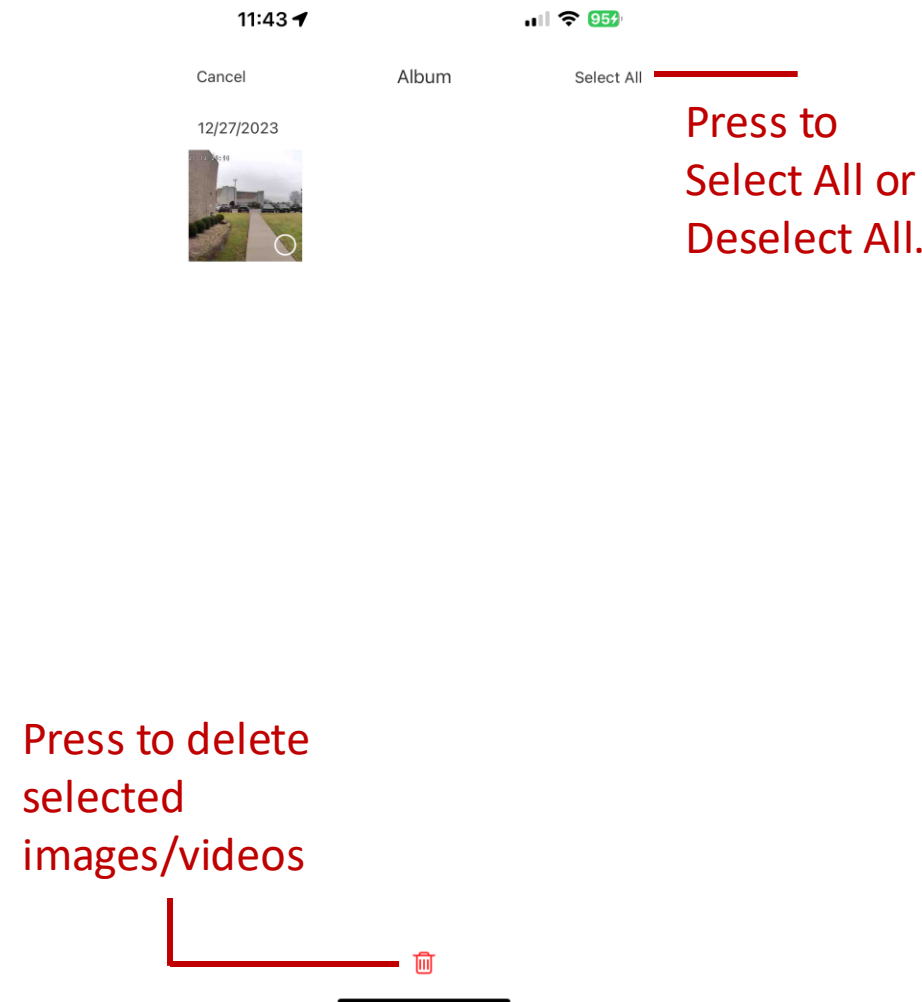 11:43
95
Cancel
Album
Select All
12/27/2023
Press to
Select All or
Deselect All.
Press to delete
selected
images/videos